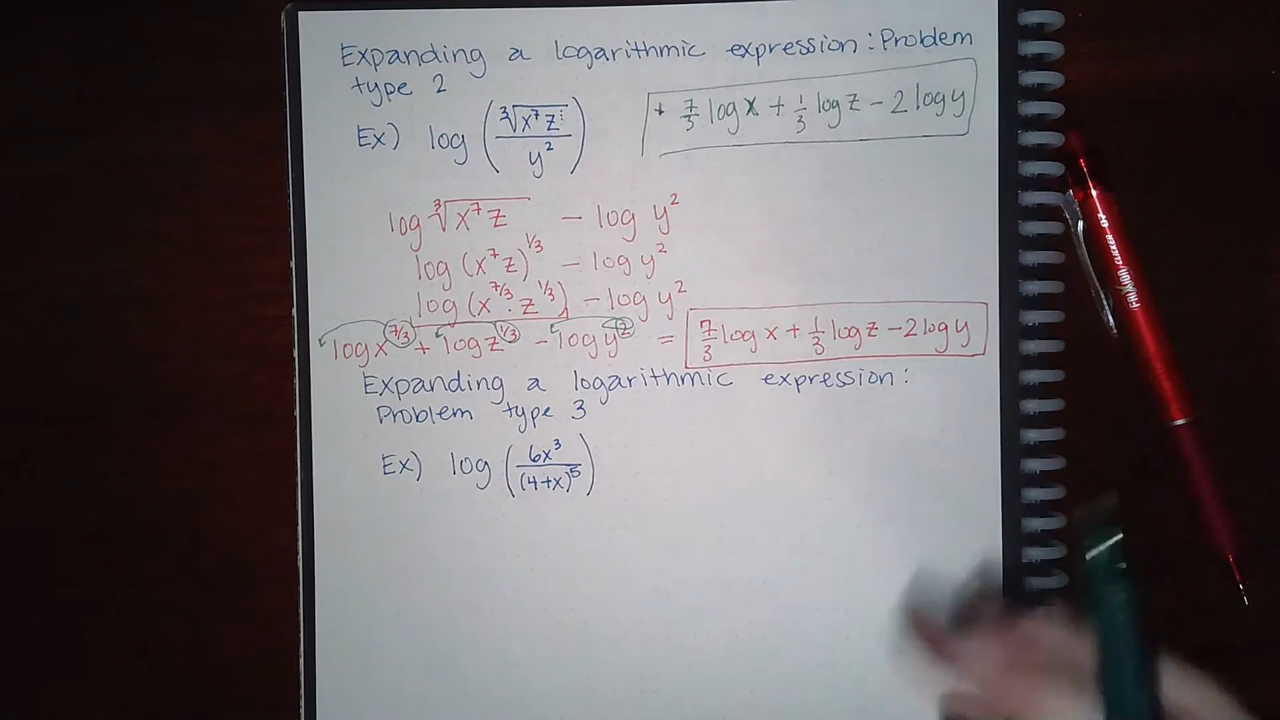 Expanding a logarithmic expression: Problem
type 2
Ex) log (∛(x⁷z) / y²)
+ 7/3 log x + 1/3 log z − 2 log y
log ∛(x⁷z) − log y²
log (x⁷z)^1/3 − log y²
log (x^7/3 · z^1/3) − log y²
log x^7/3 + log z^1/3 − log y² = 7/3 log x + 1/3 log z − 2 log y
Expanding a logarithmic expression:
Problem type 3
Ex) log (6x³ / (4+x)⁵)